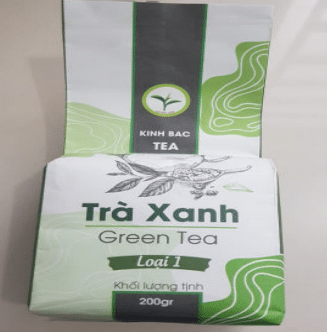 KINH BAC
TEA
Trà Xanh
Green Tea
Loại 1
Khối lượng tịnh
200gr